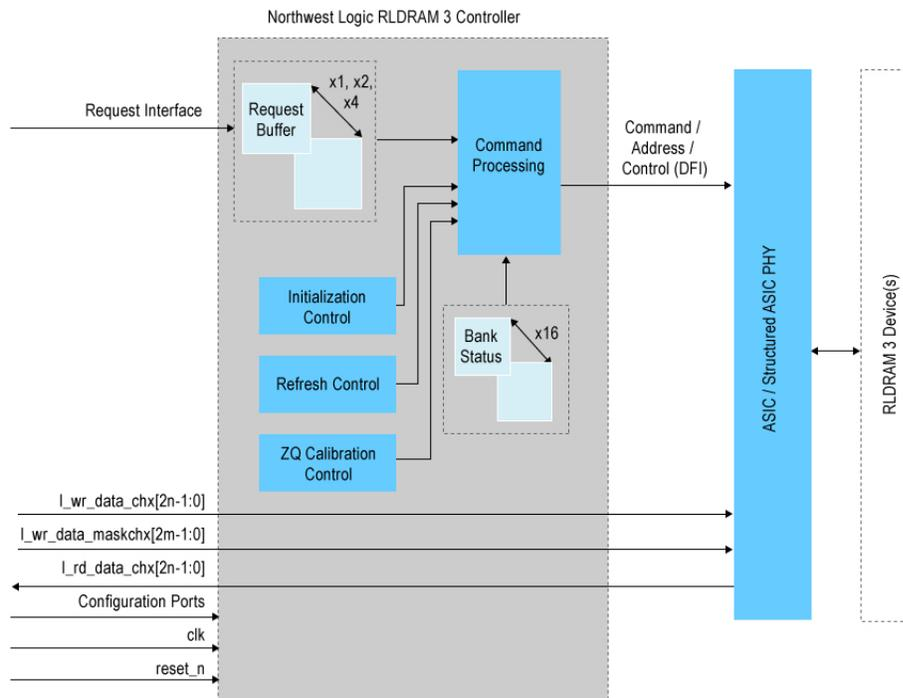 Northwest Logic RLDRAM 3 Controller
Request Interface
Request
Buffer
x1, x2,
x4
Command
Processing
Command /
Address /
Control (DFI)
Initialization
Control
Bank
Status
x16
Refresh Control
ZQ Calibration
Control
ASIC / Structured ASIC PHY
RLDRAM 3 Device(s)
l_wr_data_chx[2n-1:0]
l_wr_data_maskchx[2m-1:0]
l_rd_data_chx[2n-1:0]
Configuration Ports
clk
reset_n